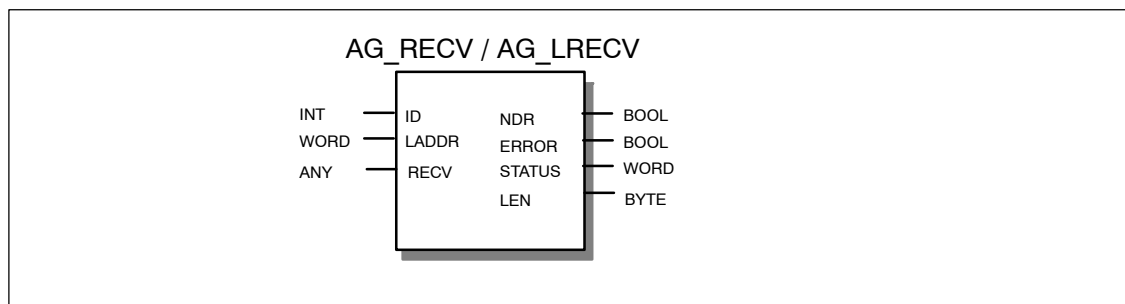 AG_RECV / AG_LRECV
INT ID NDR BOOL
WORD LADDR ERROR BOOL
ANY RECV STATUS WORD
LEN BYTE